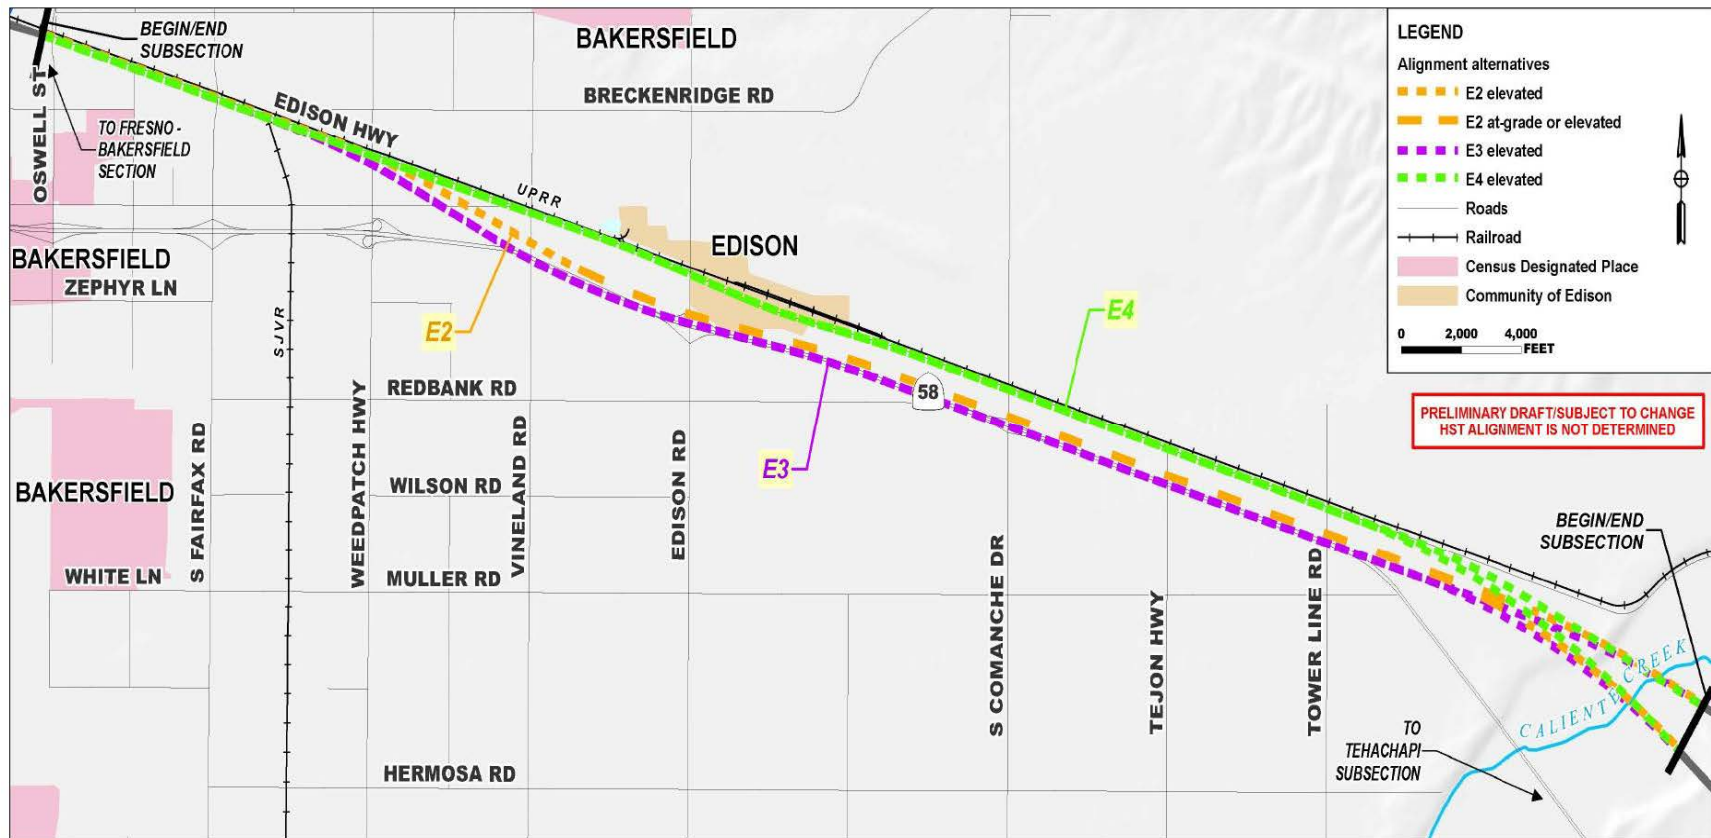 BEGIN/END
SUBSECTION
BAKERSFIELD
BRECKENRIDGE RD
OSWELL ST
EDISON HWY
TO FRESNO -
BAKERSFIELD
SECTION
UPRR
EDISON
BAKERSFIELD
ZEPHYR LN
SJVR
E2
E4
REDBANK RD
58
E3
WEEDPATCH HWY
VINELAND RD
EDISON RD
S FAIRFAX RD
BAKERSFIELD
WILSON RD
WHITE LN
MULLER RD
S COMANCHE DR
TEJON HWY
TOWER LINE RD
HERMOSA RD
BEGIN/END
SUBSECTION
CALIENTE CREEK
TO
TEHACHAPI
SUBSECTION
LEGEND
Alignment alternatives
E2 elevated
E2 at-grade or elevated
E3 elevated
E4 elevated
Roads
Railroad
Census Designated Place
Community of Edison
0 2,000 4,000
FEET
PRELIMINARY DRAFT/SUBJECT TO CHANGE
HST ALIGNMENT IS NOT DETERMINED